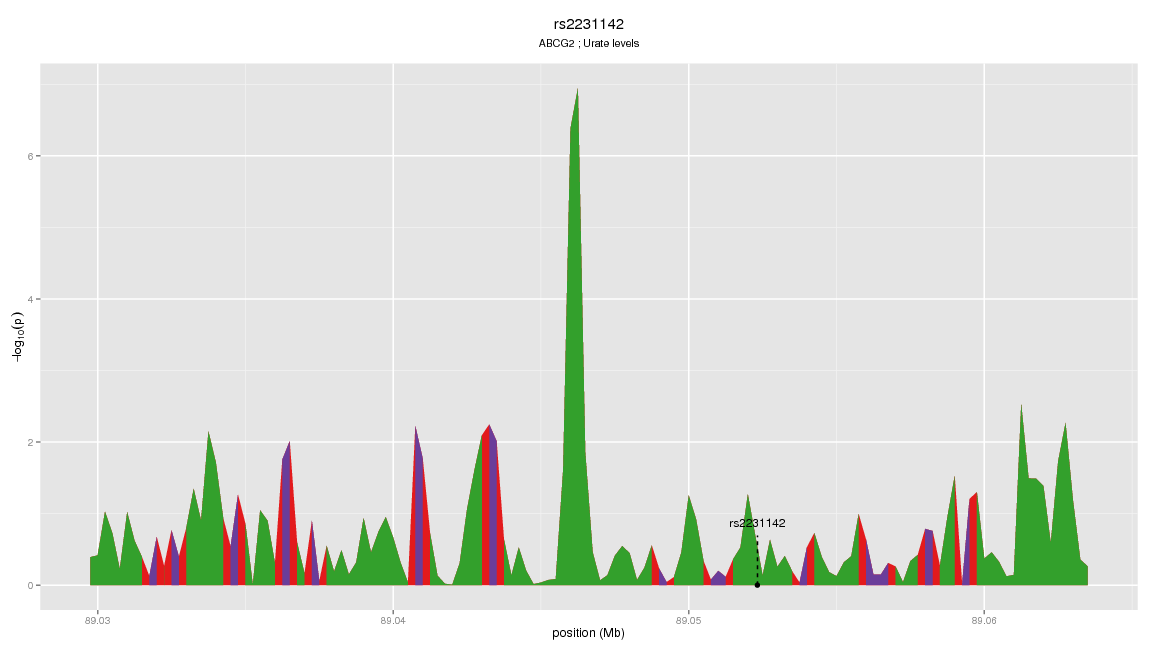 rs2231142
ABCG2 ; Urate levels
6
4
2
0
−log10(p)
rs2231142
89.03
89.04
89.05
89.06
position (Mb)